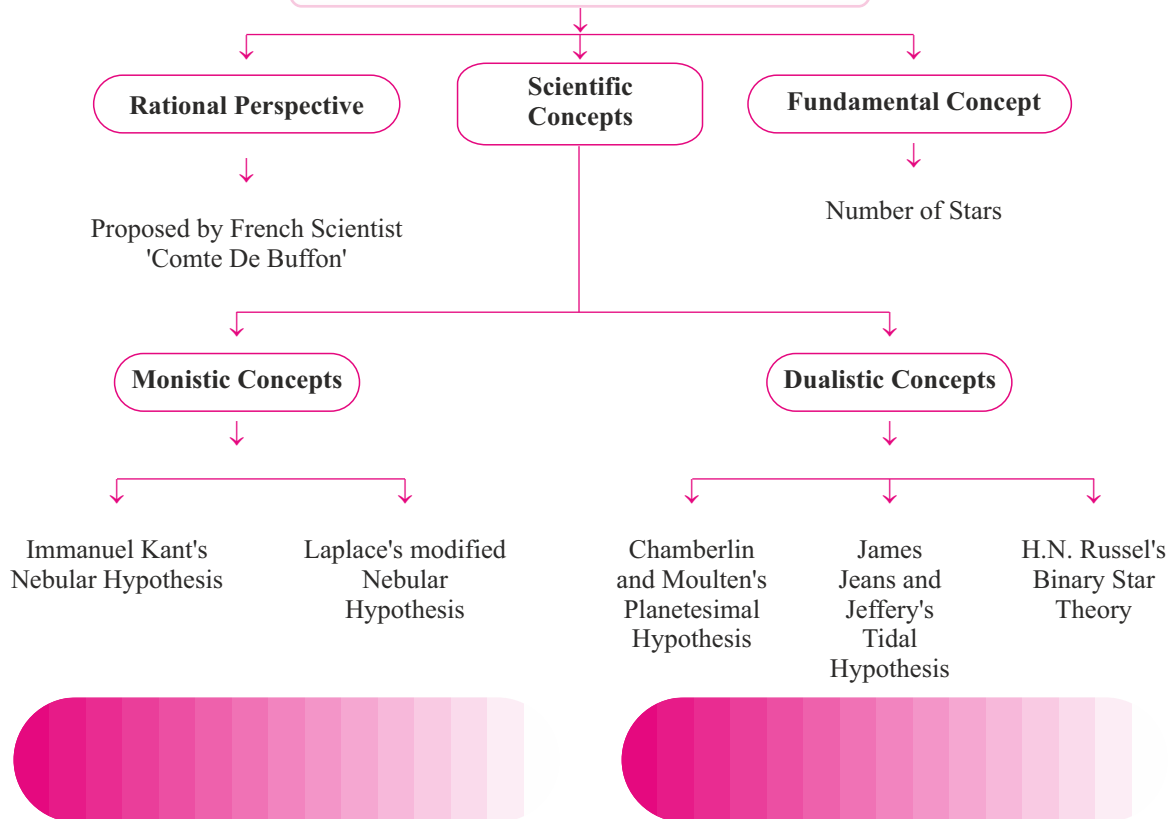 Rational Perspective
Scientific
Concepts
Fundamental Concept
Proposed by French Scientist
'Comte De Buffon'
Number of Stars
Monistic Concepts
Dualistic Concepts
Immanuel Kant's
Nebular Hypothesis
Laplace's modified
Nebular
Hypothesis
Chamberlin
and Moulten's
Planetesimal
Hypothesis
James
Jeans and
Jeffery's
Tidal
Hypothesis
H.N. Russel's
Binary Star
Theory